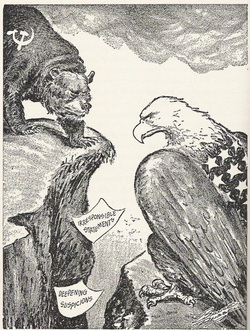 IRRESPONSIBLE
STATEMENTS
DEEPENING
SUSPICIONS